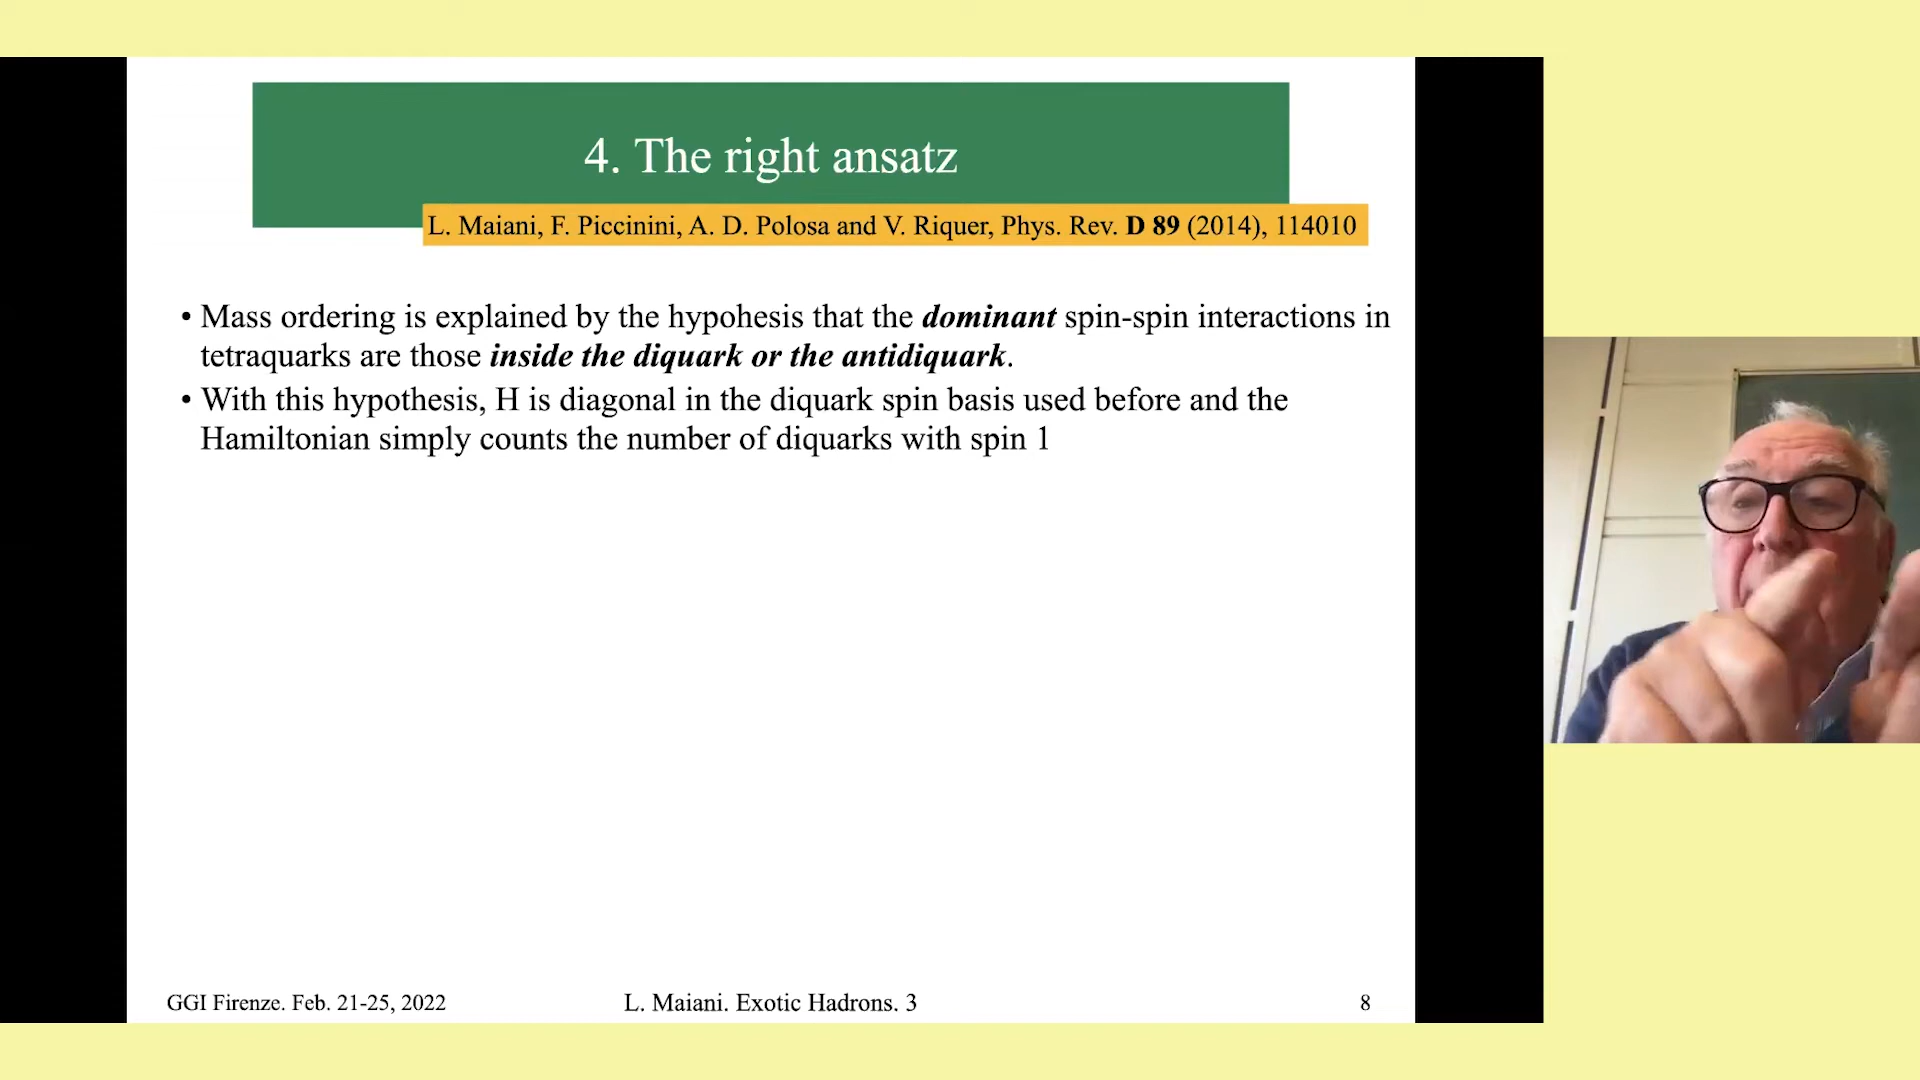 4. The right ansatz
L. Maiani, F. Piccinini, A. D. Polosa and V. Riquer, Phys. Rev. D 89 (2014), 114010
• Mass ordering is explained by the hypohesis that the dominant spin-spin interactions in
tetraquarks are those inside the diquark or the antidiquark.
• With this hypothesis, H is diagonal in the diquark spin basis used before and the
Hamiltonian simply counts the number of diquarks with spin 1
GGI Firenze. Feb. 21-25, 2022
L. Maiani. Exotic Hadrons. 3
8